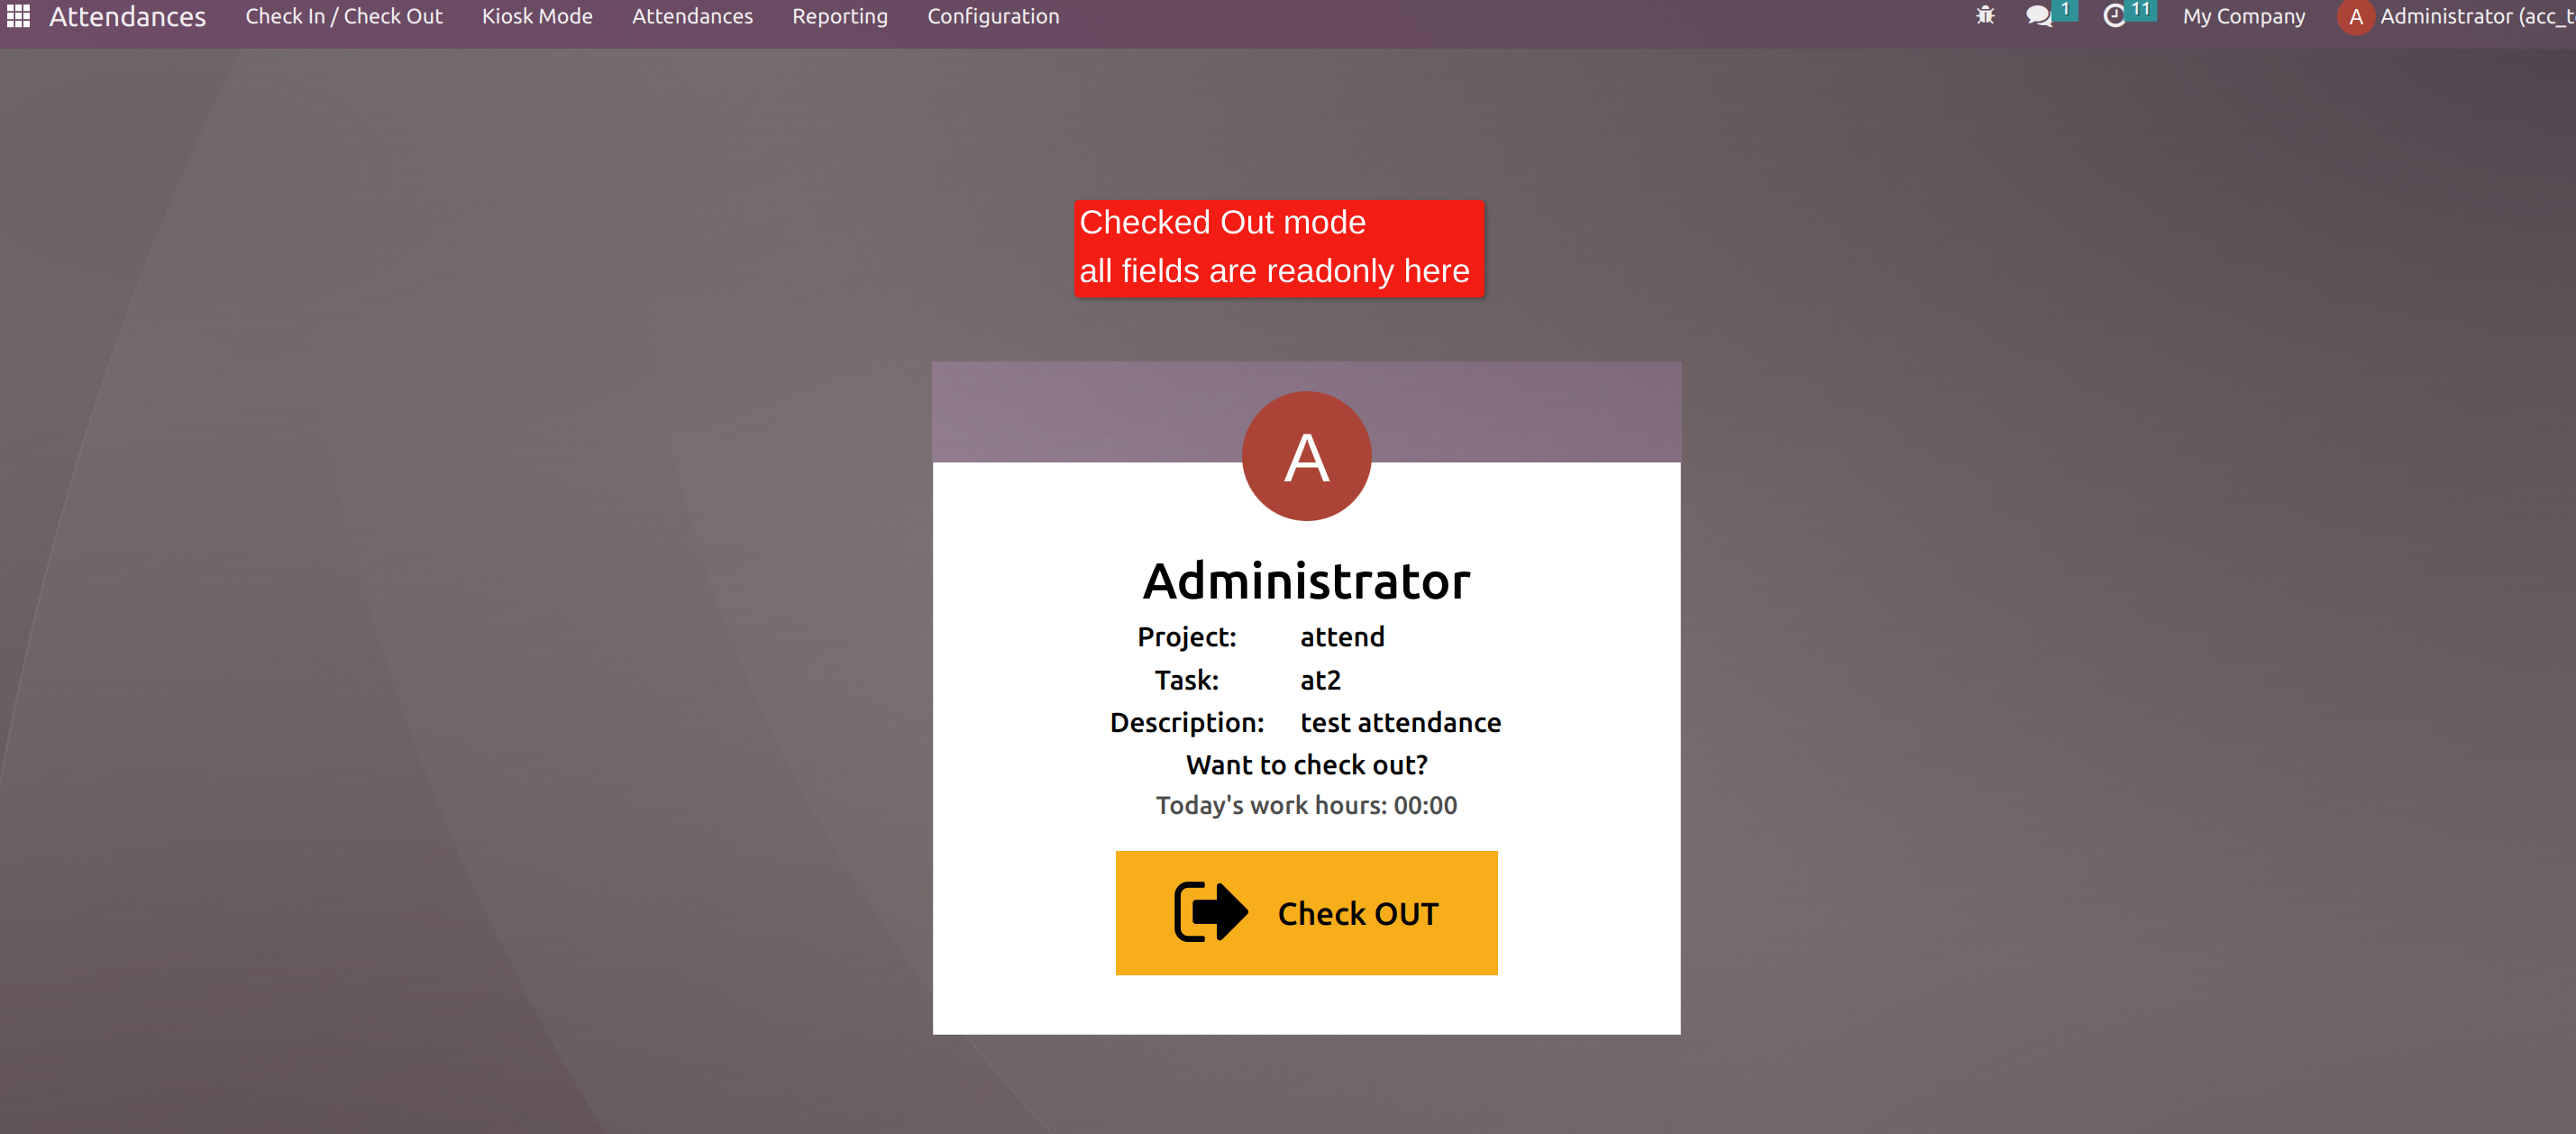 Attendances Check In / Check Out Kiosk Mode Attendances Reporting Configuration 1 11 My Company A Administrator (acc_t
Checked Out mode
all fields are readonly here
A
Administrator
Project: attend
Task: at2
Description: test attendance
Want to check out?
Today's work hours: 00:00
Check OUT